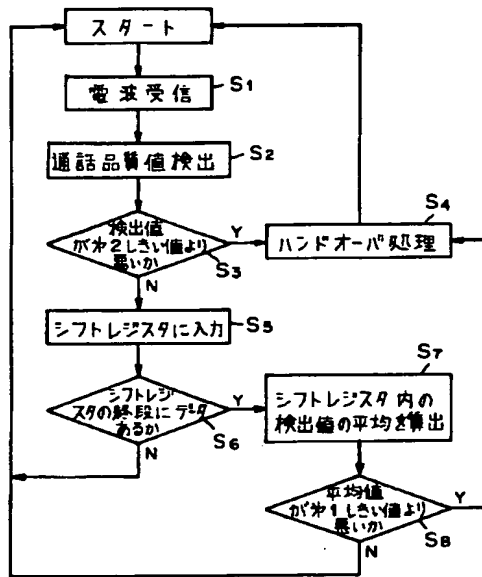 スタート
電波受信
S1
通話品質値検出
S2
検出値
がオ2しきい値より
悪いか
Y
S3
N
S4
ハンドオーバ処理
シフトレジスタに入力
S5
シフトレジ
スタの終段にデータ
あるか
Y
S6
N
S7
シフトレジスタ内の
検出値の平均を算出
平均値
がオ1しきい値より
悪いか
Y
S8
N